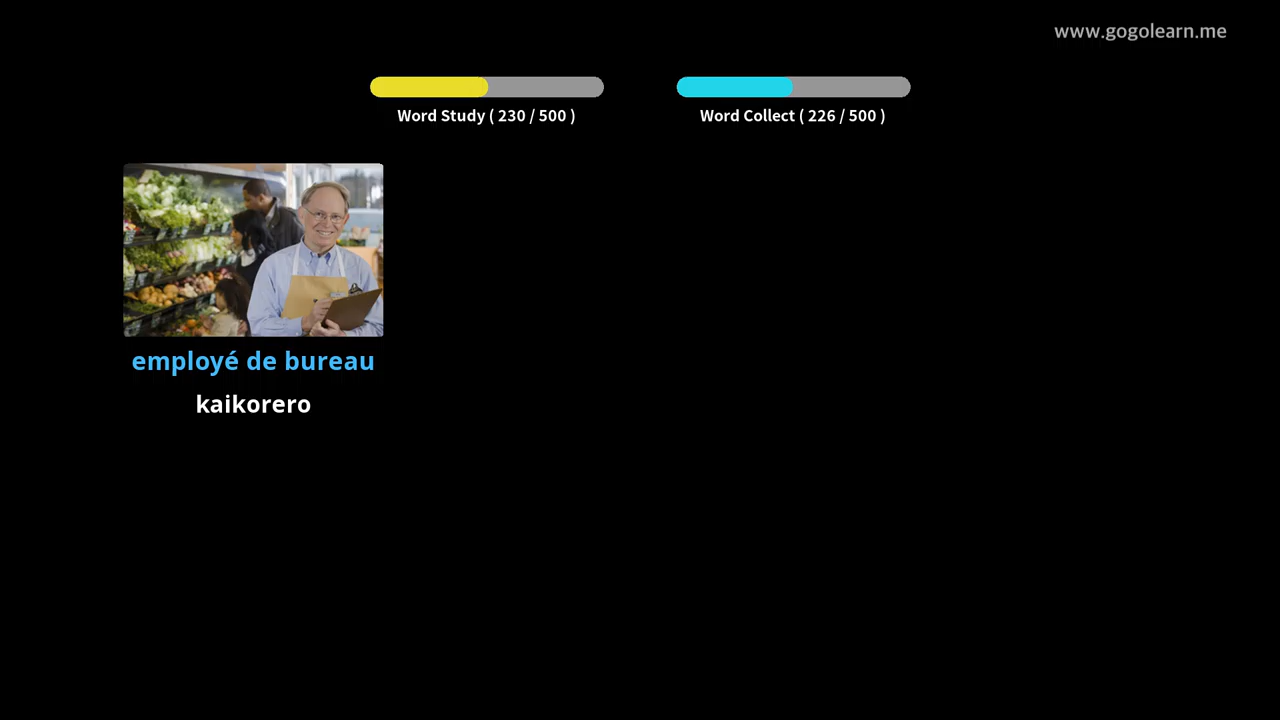 www.gogolearn.me
Word Study ( 230 / 500 )
Word Collect ( 226 / 500 )
employé de bureau
kaikorero